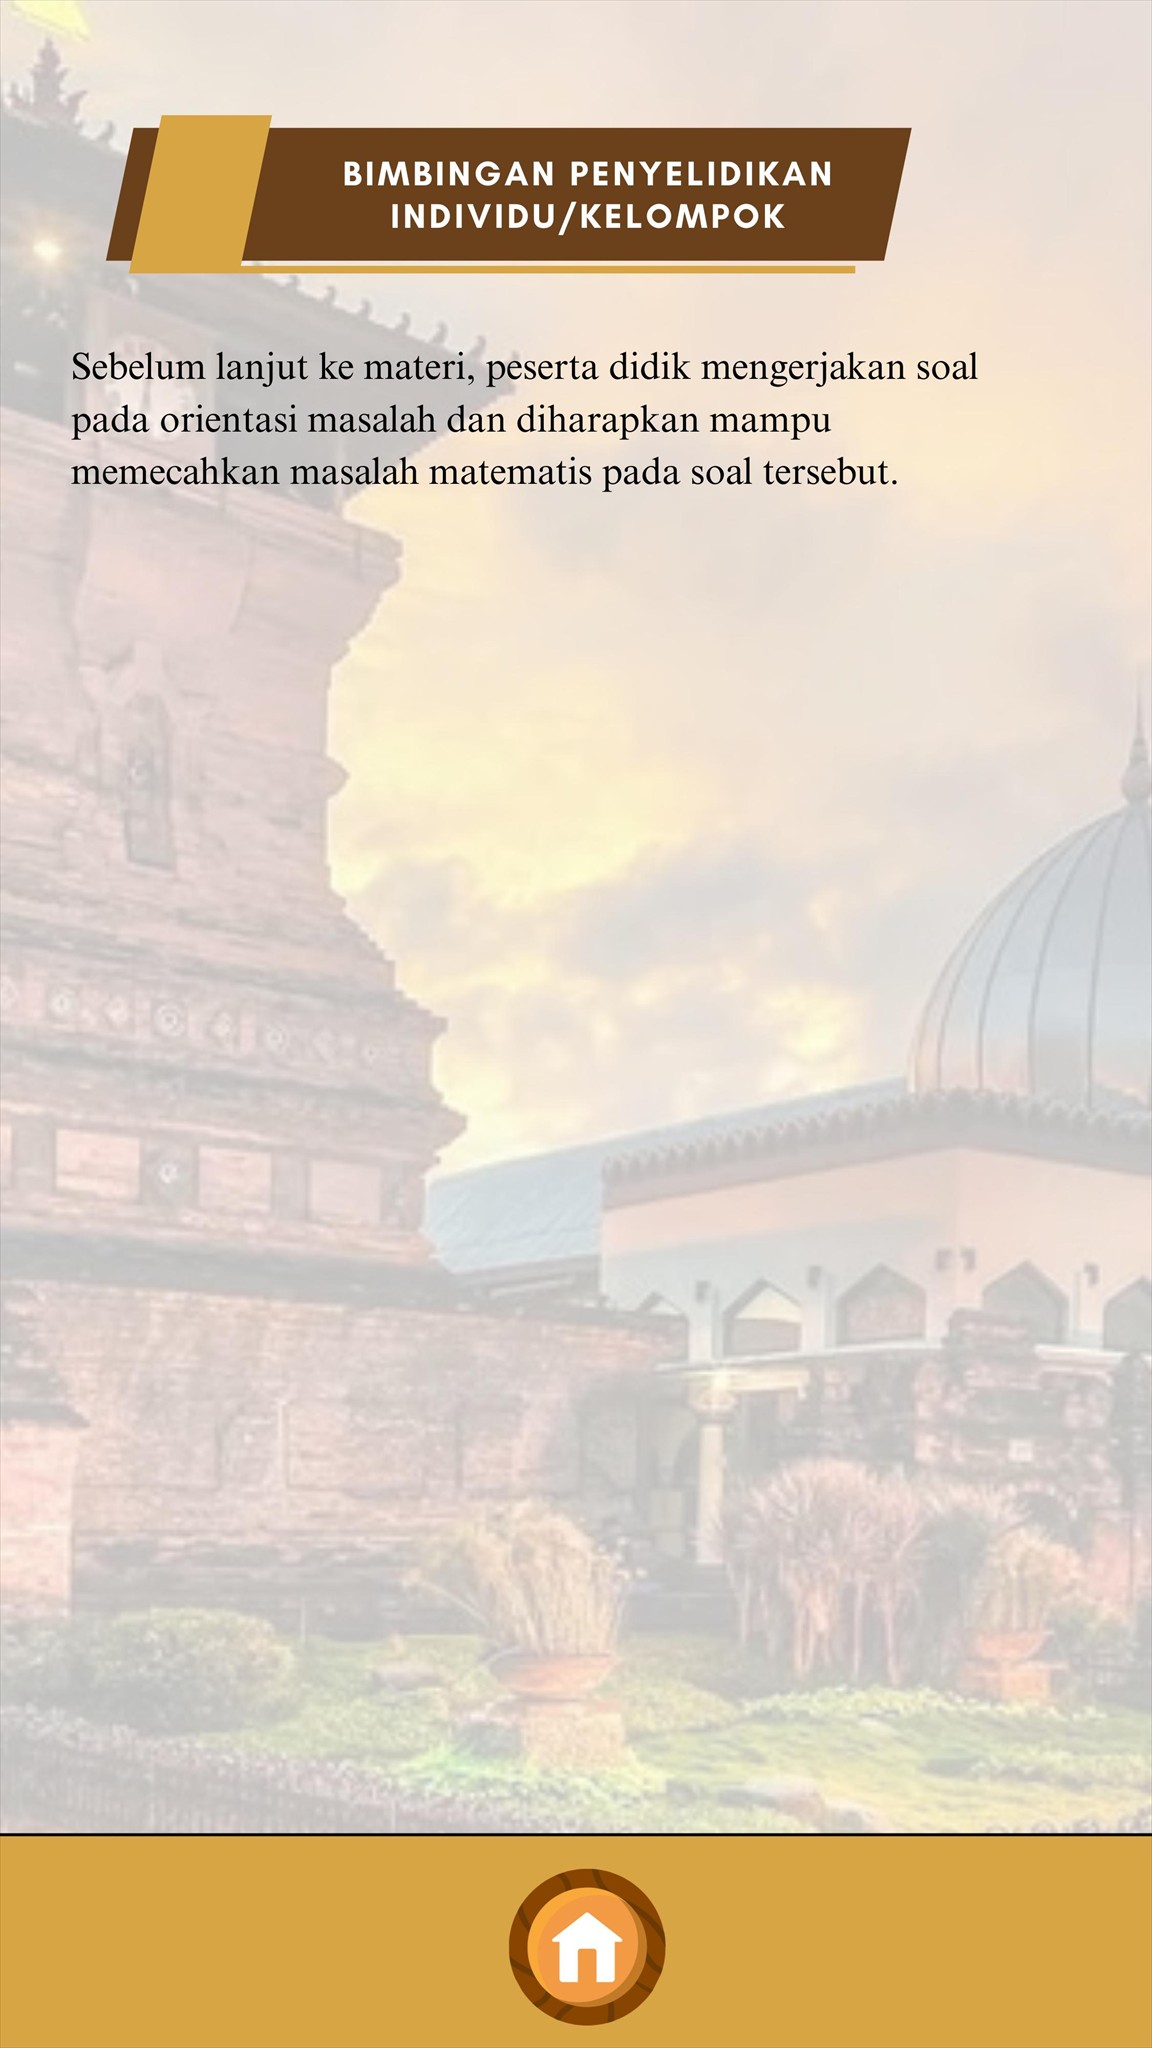 BIMBINGAN PENYELIDIKAN
INDIVIDU/KELOMPOK
Sebelum lanjut ke materi, peserta didik mengerjakan soal
pada orientasi masalah dan diharapkan mampu
memecahkan masalah matematis pada soal tersebut.